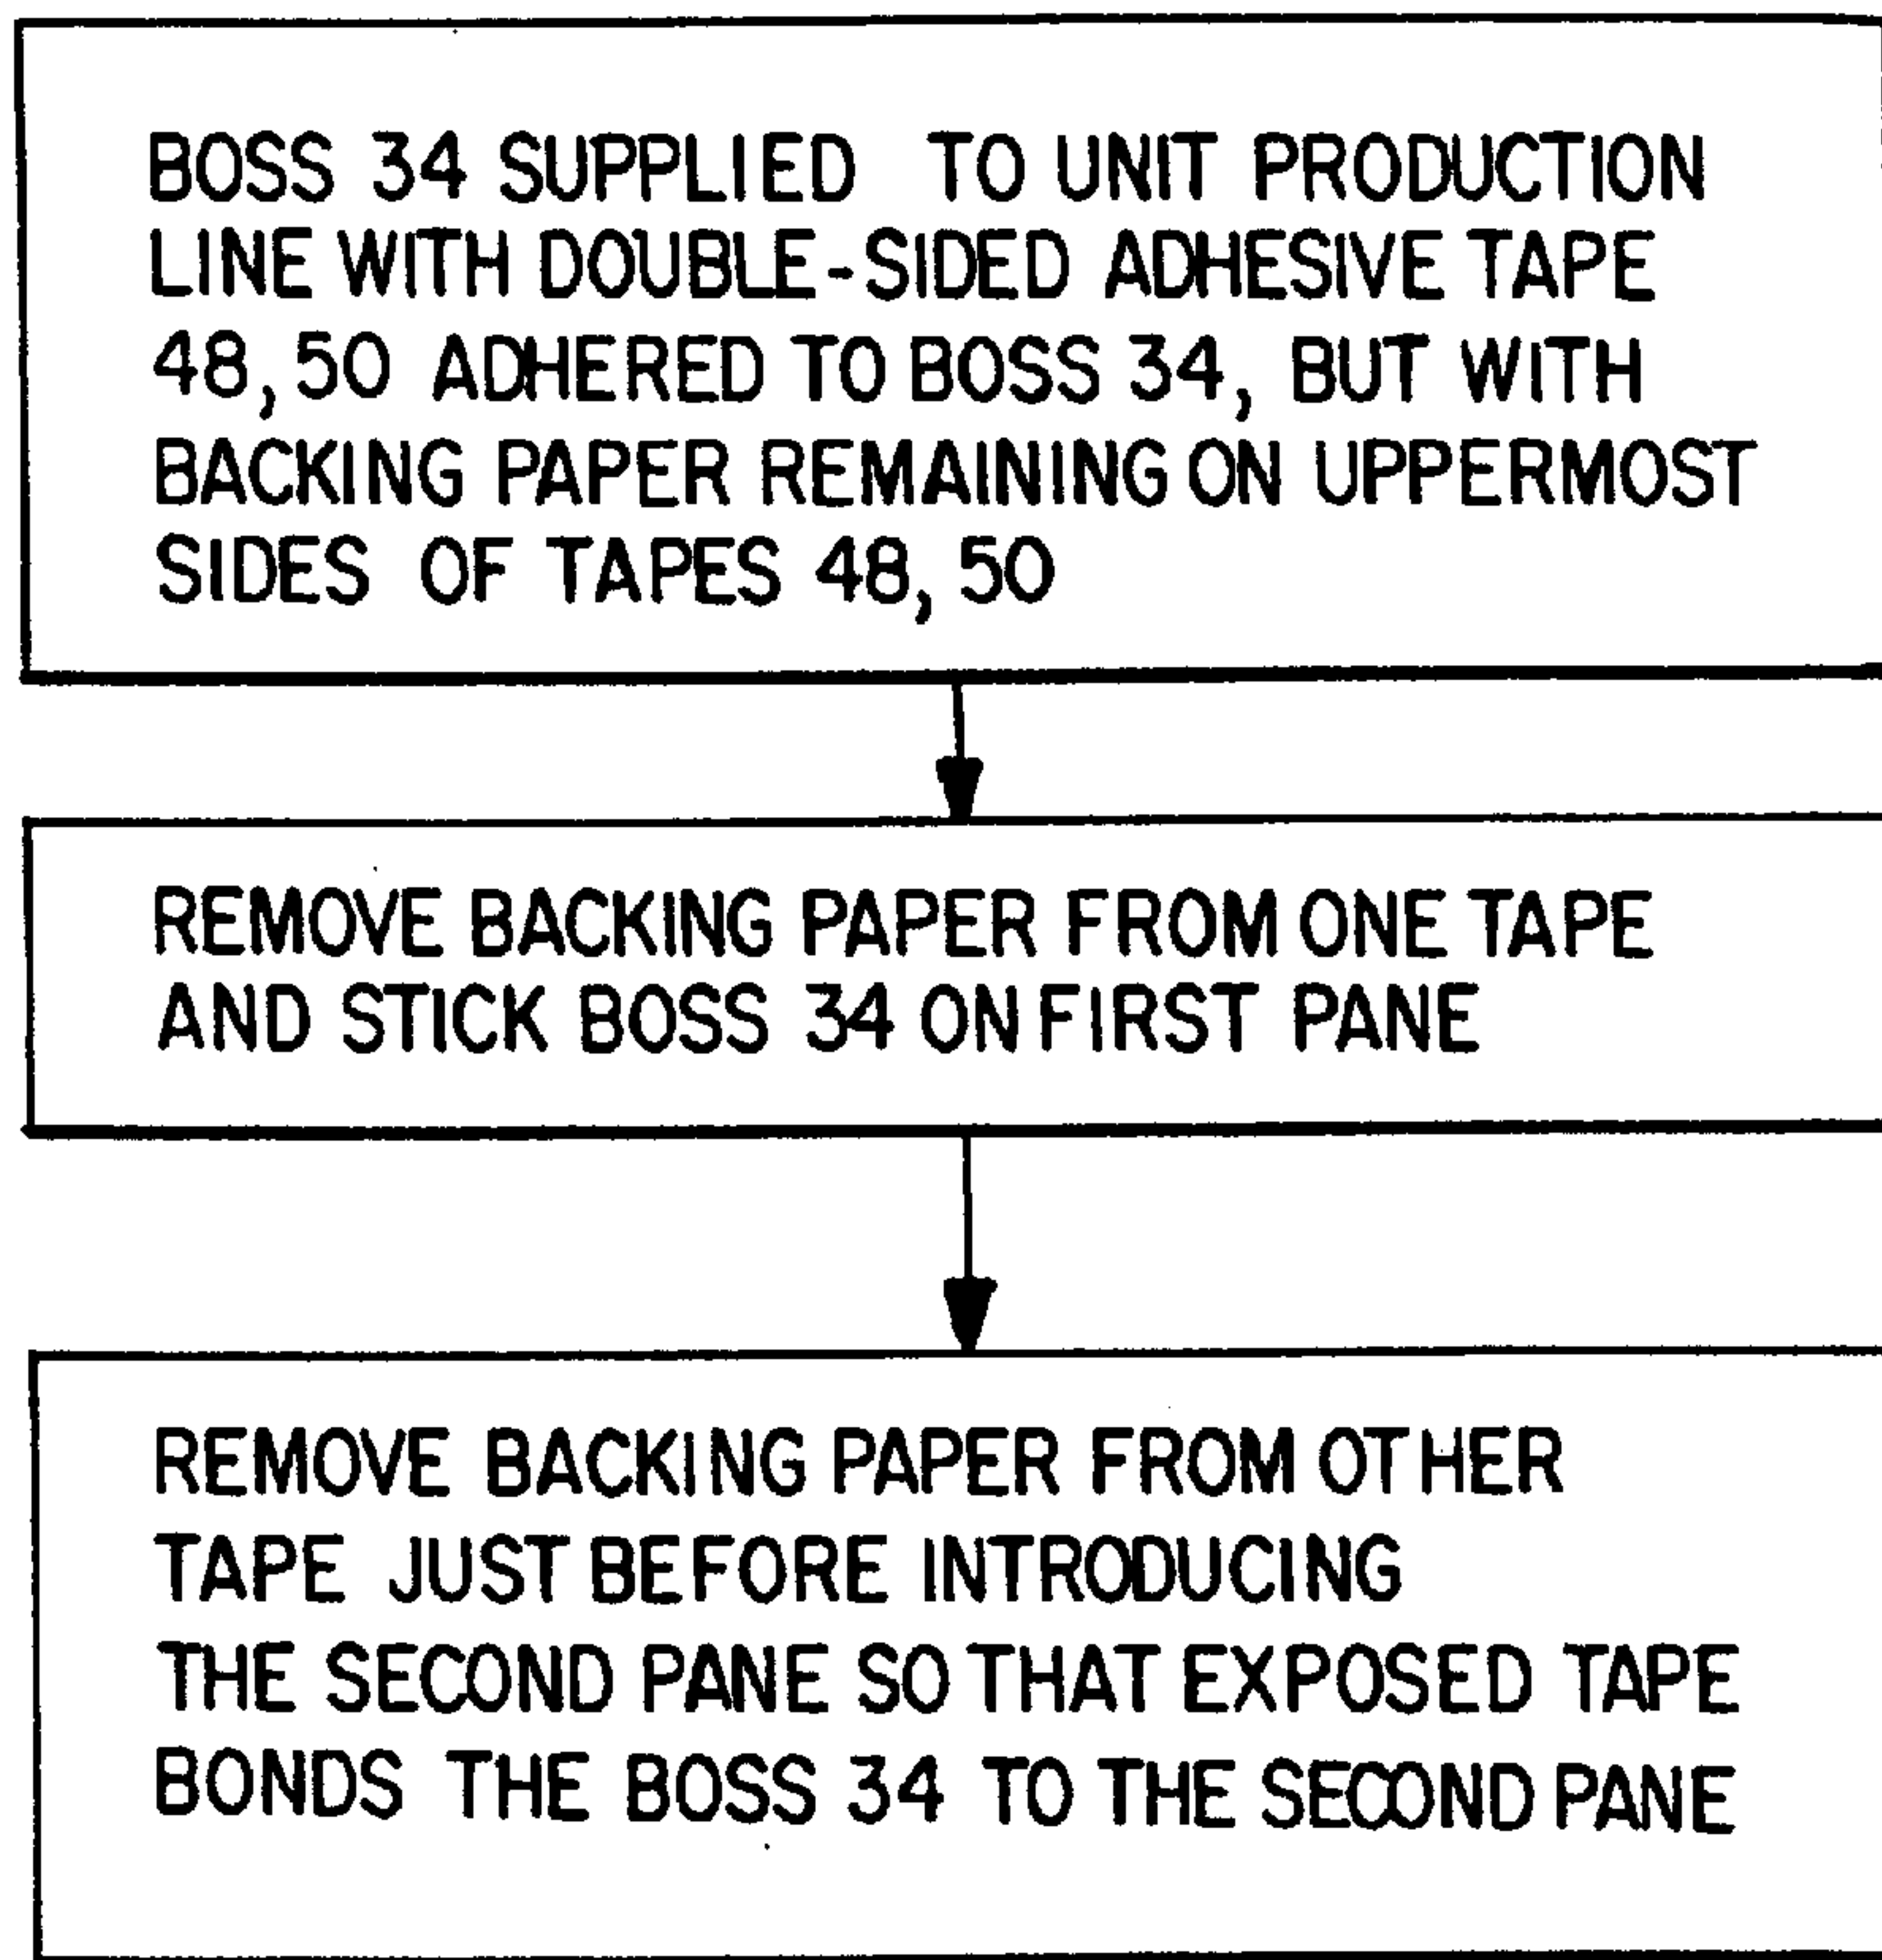 BOSS 34 SUPPLIED TO UNIT PRODUCTION
LINE WITH DOUBLE-SIDED ADHESIVE TAPE
48, 50 ADHERED TO BOSS 34, BUT WITH
BACKING PAPER REMAINING ON UPPERMOST
SIDES OF TAPES 48, 50
REMOVE BACKING PAPER FROM ONE TAPE
AND STICK BOSS 34 ON FIRST PANE
REMOVE BACKING PAPER FROM OTHER
TAPE JUST BEFORE INTRODUCING
THE SECOND PANE SO THAT EXPOSED TAPE
BONDS THE BOSS 34 TO THE SECOND PANE